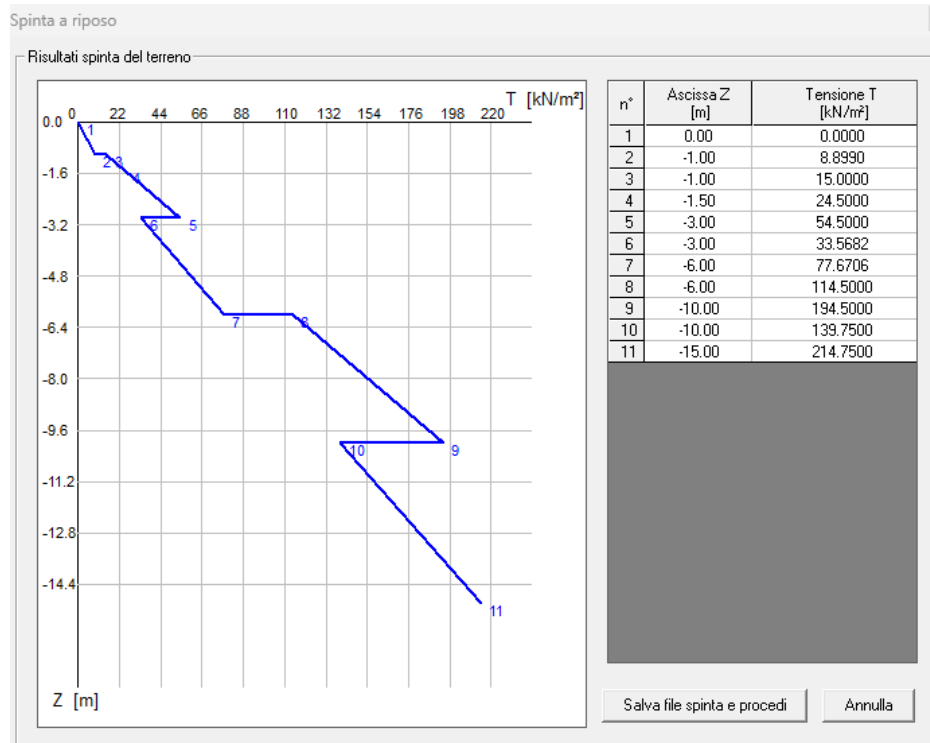 Spinta a riposo
Risultati spinta del terreno
T [kN/m²]
0 22 44 66 88 110 132 154 176 198 220
0.0
-1.6
-3.2
-4.8
-6.4
-8.0
-9.6
-11.2
-12.8
-14.4
1
2 3
4
5
6
7
8
9
10
11
Z [m]
n° Ascissa Z [m] Tensione T [kN/m²]
1 0.00 0.0000
2 -1.00 8.8990
3 -1.00 15.0000
4 -1.50 24.5000
5 -3.00 54.5000
6 -3.00 33.5682
7 -6.00 77.6706
8 -6.00 114.5000
9 -10.00 194.5000
10 -10.00 139.7500
11 -15.00 214.7500
Salva file spinta e procedi Annulla